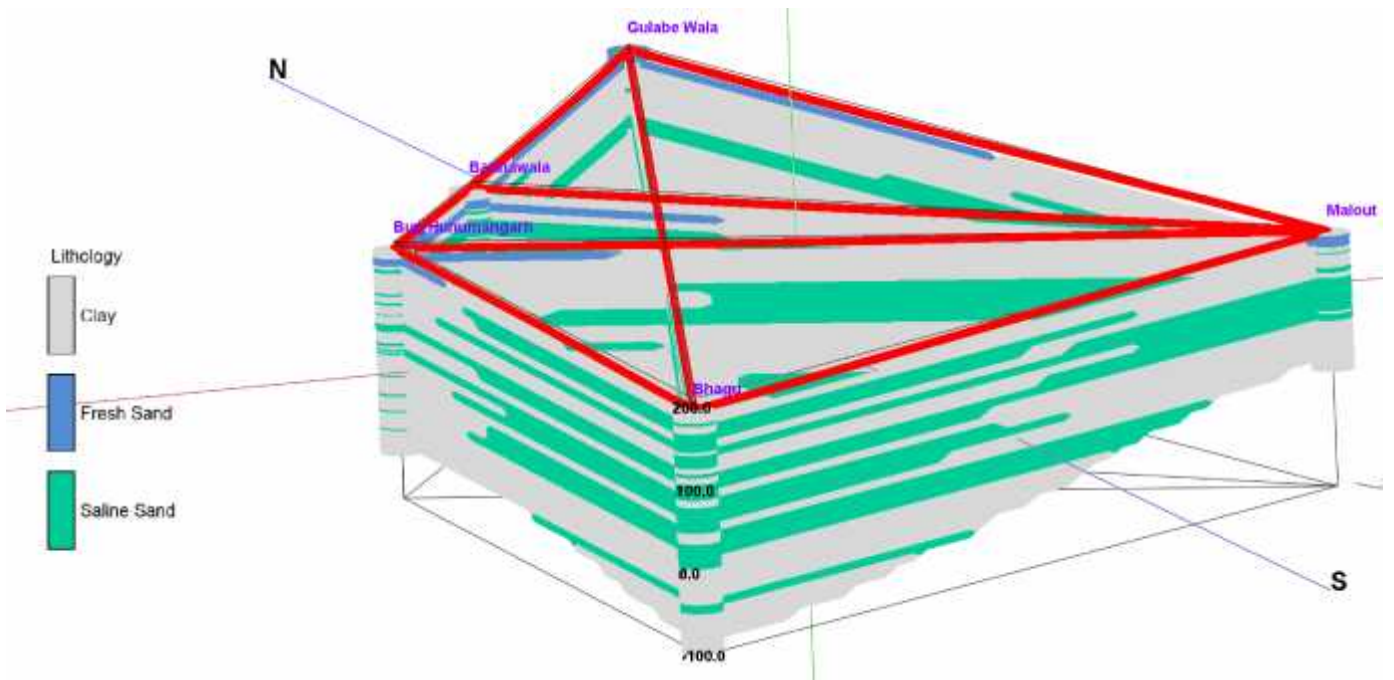 Gulabe Wala
N
Malout
Lithology
Clay
Bhagu
200.0
Fresh Sand
100.0
Saline Sand
0.0
S
-100.0